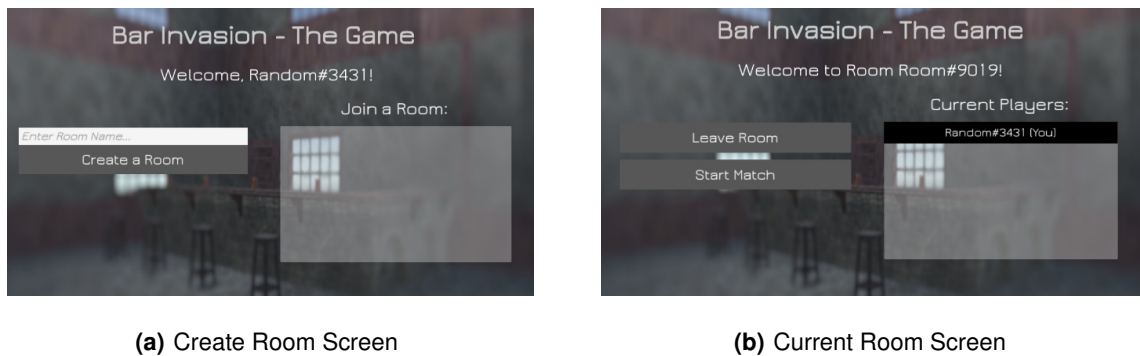 Bar Invasion - The Game
Welcome, Random#3431!
Join a Room:
Enter Room Name...
Create a Room
(a) Create Room Screen
Bar Invasion - The Game
Welcome to Room Room#9019!
Current Players:
Leave Room
Random#3431 (You)
Start Match
(b) Current Room Screen